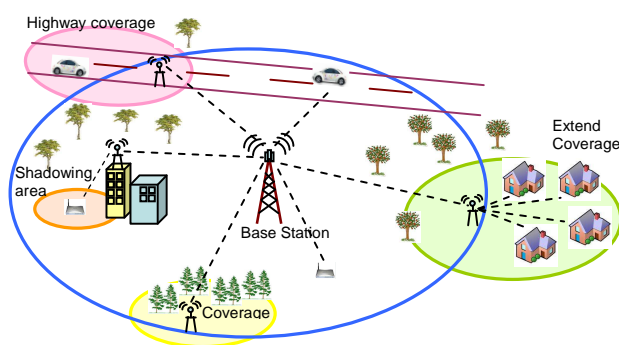 Highway coverage
Extend
Coverage
Shadowing
area
Base Station
Coverage